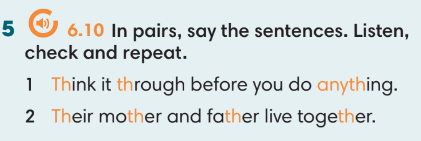 5 6.10 In pairs, say the sentences. Listen,
check and repeat.
1 Think it through before you do anything.
2 Their mother and father live together.